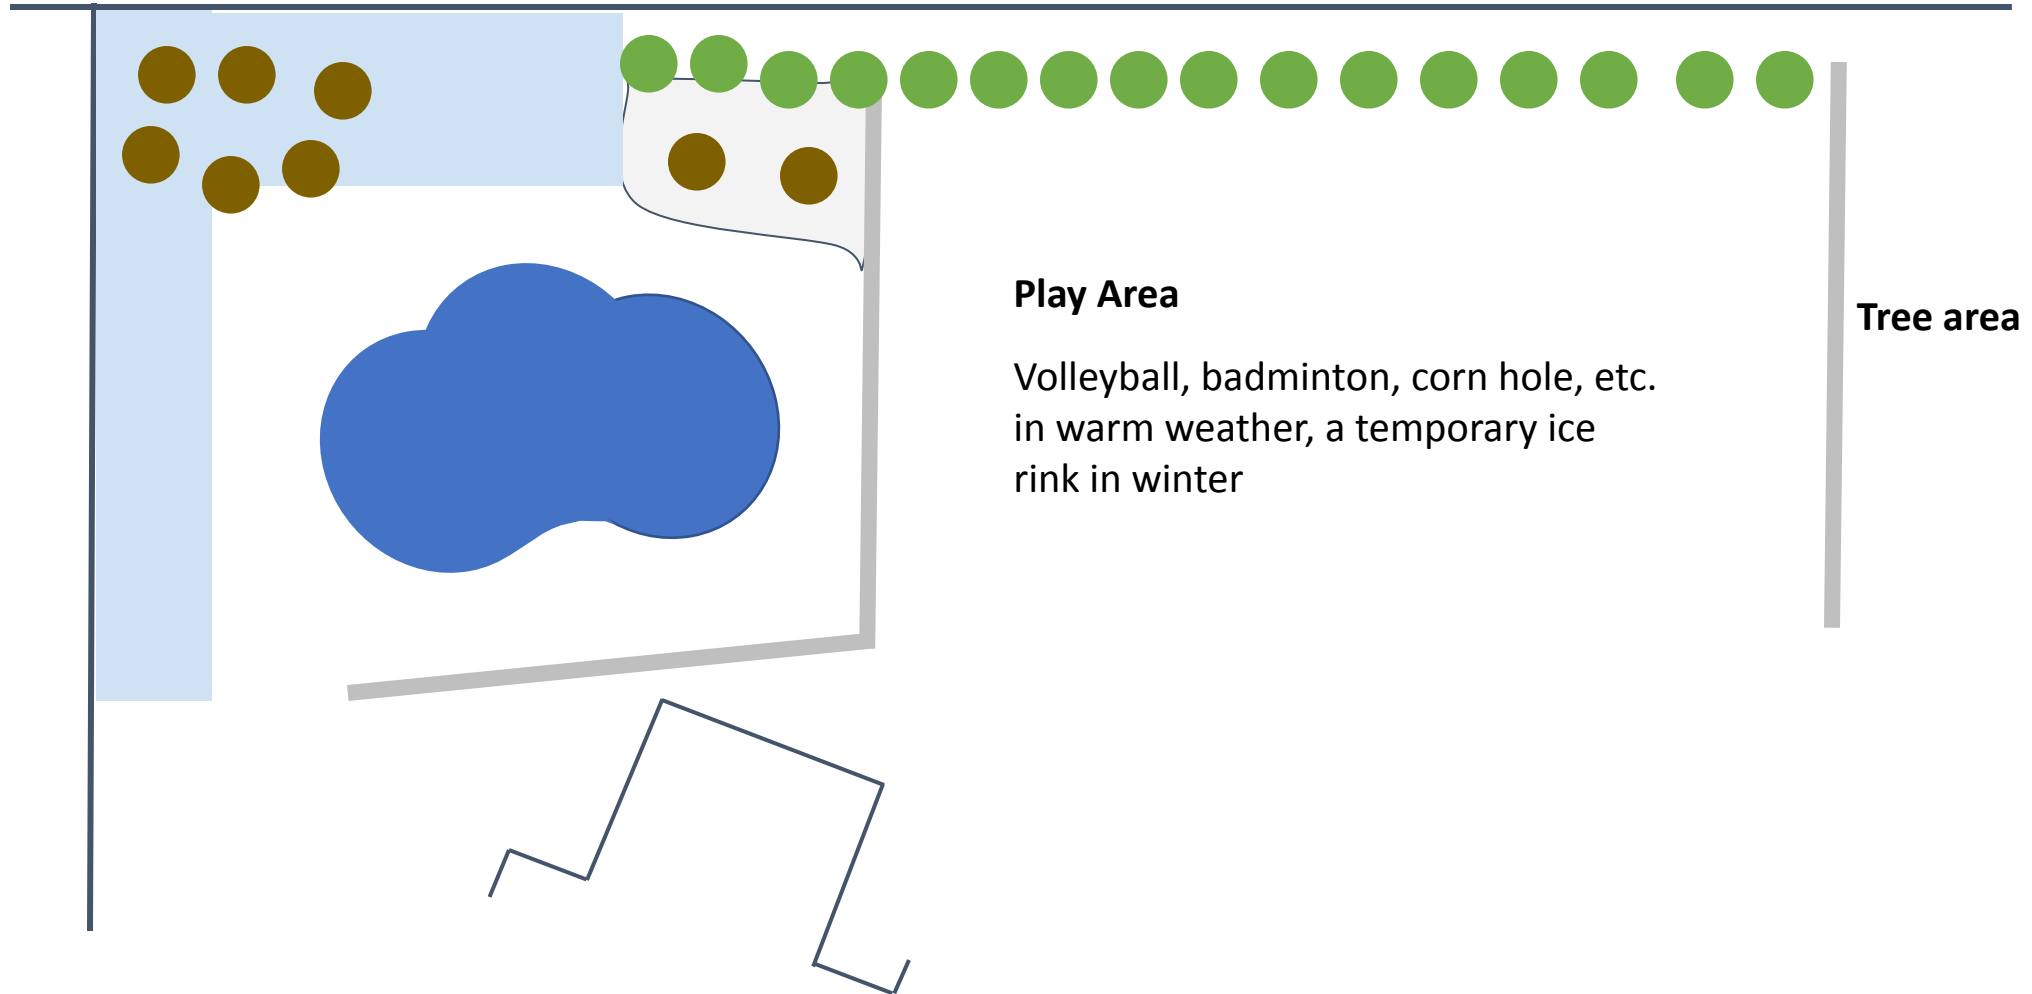 Play Area
Tree area
Volleyball, badminton, corn hole, etc.
in warm weather, a temporary ice
rink in winter